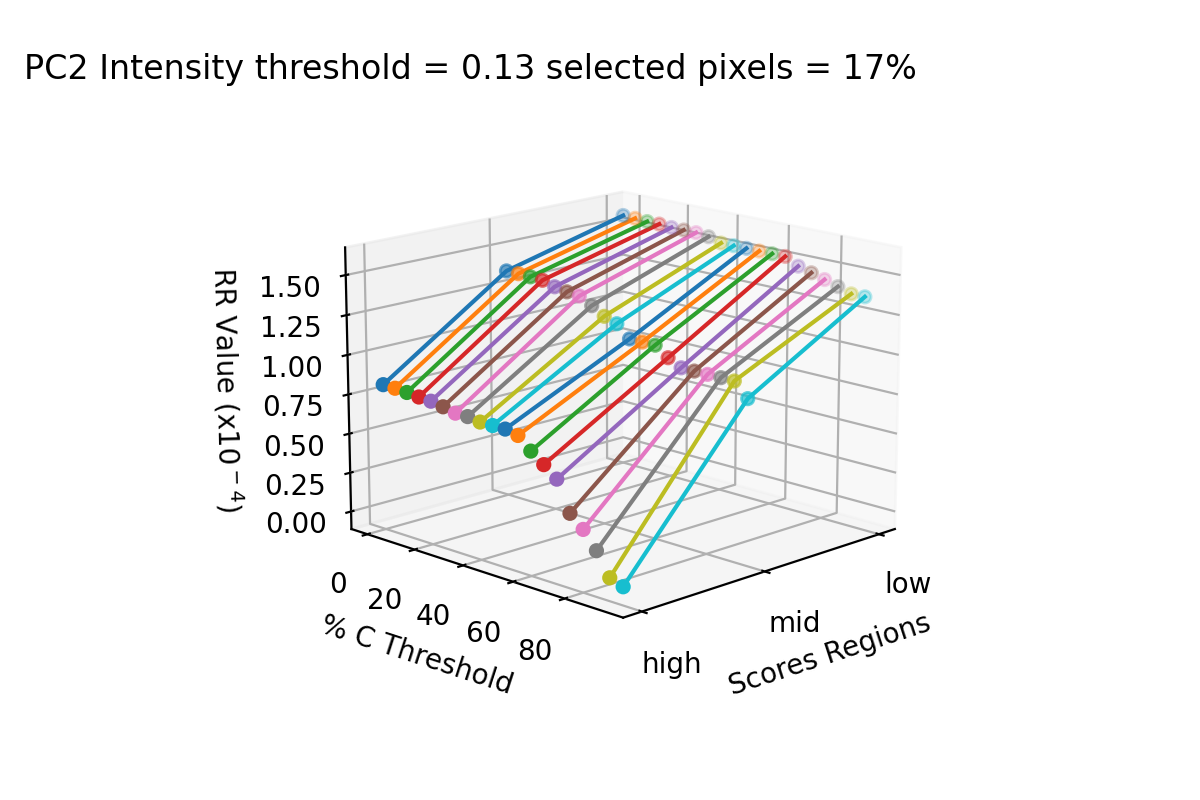 PC2 Intensity threshold = 0.13 selected pixels = 17%
RR Value (x10⁻⁴)
1.50
1.25
1.00
0.75
0.50
0.25
0.00
0
20
40
60
80
% C Threshold
high
mid
low
Scores Regions